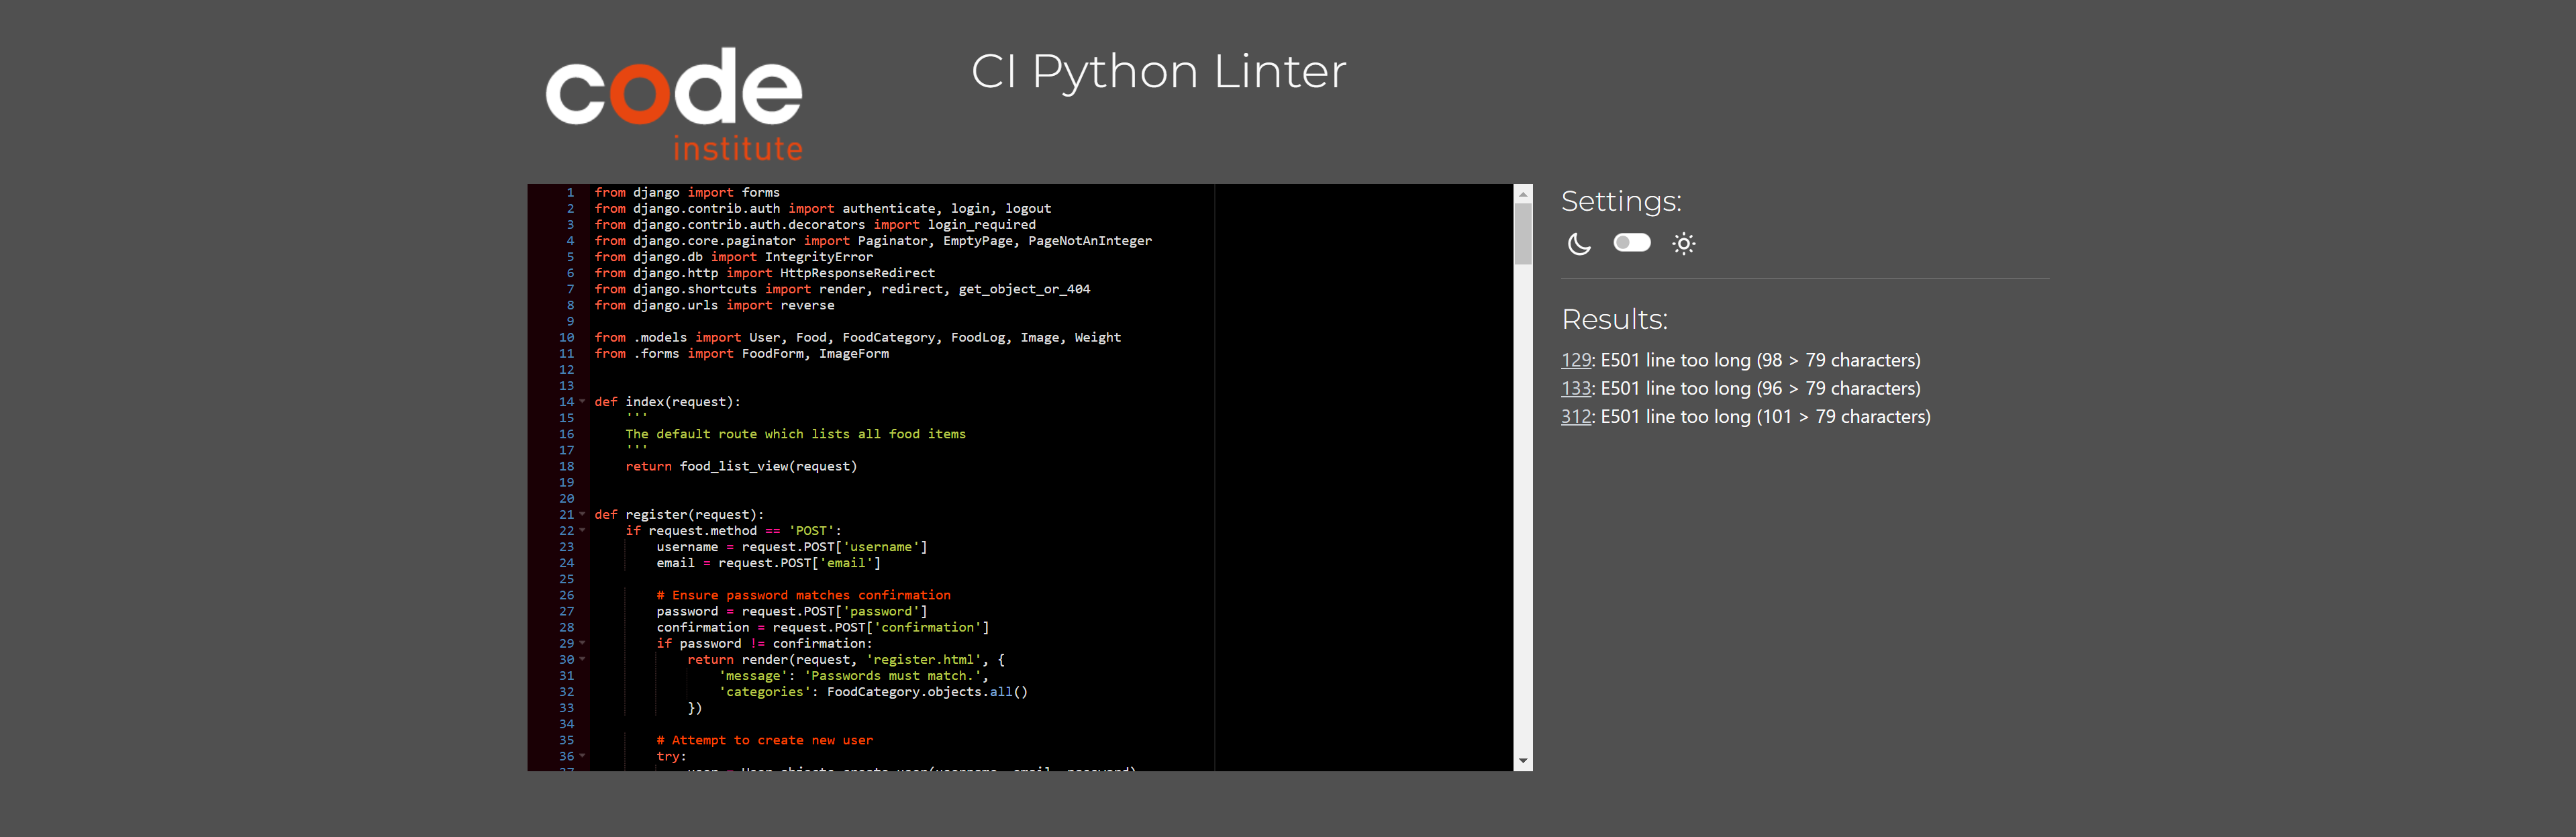 code
institute
CI Python Linter
1 from django import forms
2 from django.contrib.auth import authenticate, login, logout
3 from django.contrib.auth.decorators import login_required
4 from django.core.paginator import Paginator, EmptyPage, PageNotAnInteger
5 from django.db import IntegrityError
6 from django.http import HttpResponseRedirect
7 from django.shortcuts import render, redirect, get_object_or_404
8 from django.urls import reverse
9
10 from .models import User, Food, FoodCategory, FoodLog, Image, Weight
11 from .forms import FoodForm, ImageForm
12
13
14 def index(request):
15     '''
16     The default route which lists all food items
17     '''
18     return food_list_view(request)
19
20
21 def register(request):
22     if request.method == 'POST':
23         username = request.POST['username']
24         email = request.POST['email']
25
26         # Ensure password matches confirmation
27         password = request.POST['password']
28         confirmation = request.POST['confirmation']
29         if password != confirmation:
30             return render(request, 'register.html', {
31                 'message': 'Passwords must match.',
32                 'categories': FoodCategory.objects.all()
33             })
34
35         # Attempt to create new user
36         try:
37             user = User.objects.create_user(username, email, password)
Settings:
Results:
129: E501 line too long (98 > 79 characters)
133: E501 line too long (96 > 79 characters)
312: E501 line too long (101 > 79 characters)